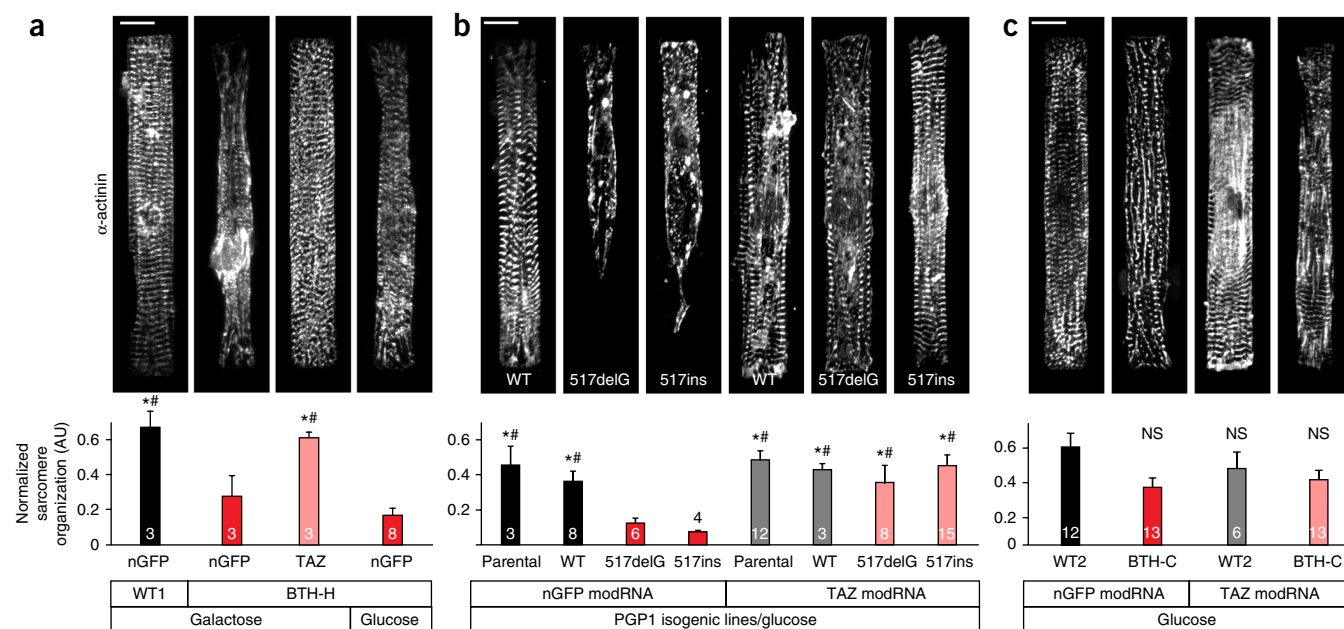 a
b
c
α-actinin
WT
517delG
517ins
WT
517delG
517ins
Normalized
sarcomere
organization (AU)
0.6
0.4
0.2
0
*#
*#
3
3
3
8
nGFP
nGFP
TAZ
nGFP
WT1
BTH-H
Galactose
Glucose
0.6
0.4
0.2
*#
*#
4
*#
*#
*#
*#
3
8
6
12
3
8
15
Parental
WT
517delG
517ins
Parental
WT
517delG
517ins
nGFP modRNA
TAZ modRNA
PGP1 isogenic lines/glucose
0.6
0.4
0.2
0
NS
NS
NS
12
13
6
13
WT2
BTH-C
WT2
BTH-C
nGFP modRNA
TAZ modRNA
Glucose